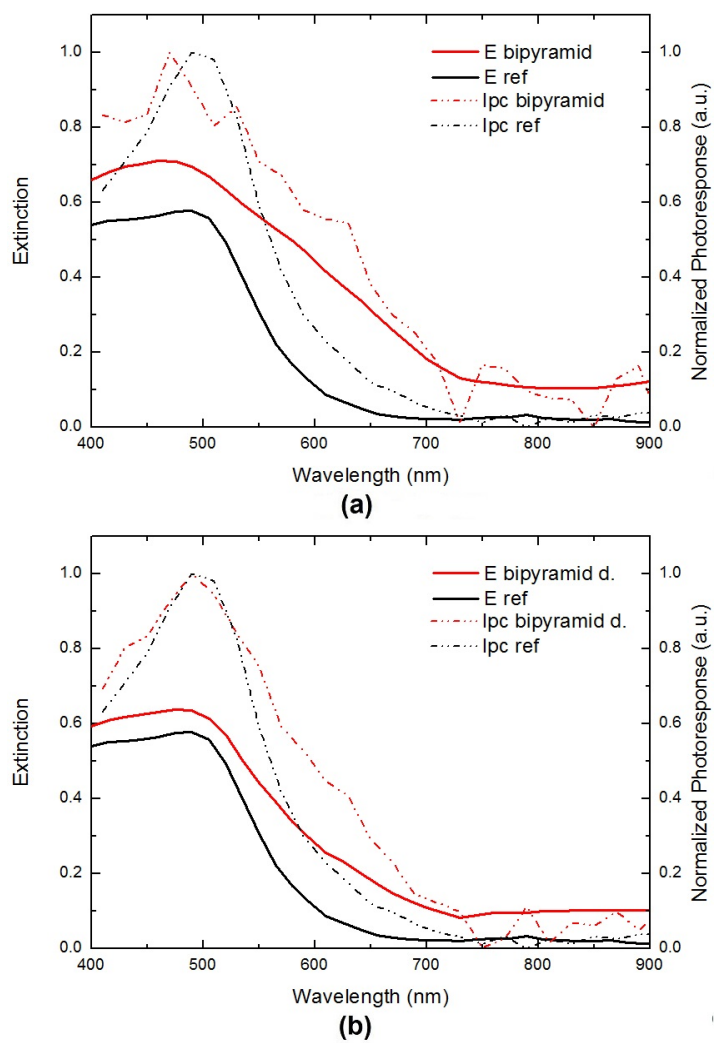 E bipyramid
E ref
Ipc bipyramid
Ipc ref
1.0
0.8
0.6
0.4
0.2
0.0
Extinction
1.0
0.8
0.6
0.4
0.2
0.0
Normalized Photoresponse (a.u.)
400 500 600 700 800 900
Wavelength (nm)
(a)
E bipyramid d.
E ref
Ipc bipyramid d.
Ipc ref
1.0
0.8
0.6
0.4
0.2
0.0
Extinction
1.0
0.8
0.6
0.4
0.2
0.0
Normalized Photoresponse (a.u.)
400 500 600 700 800 900
Wavelength (nm)
(b)